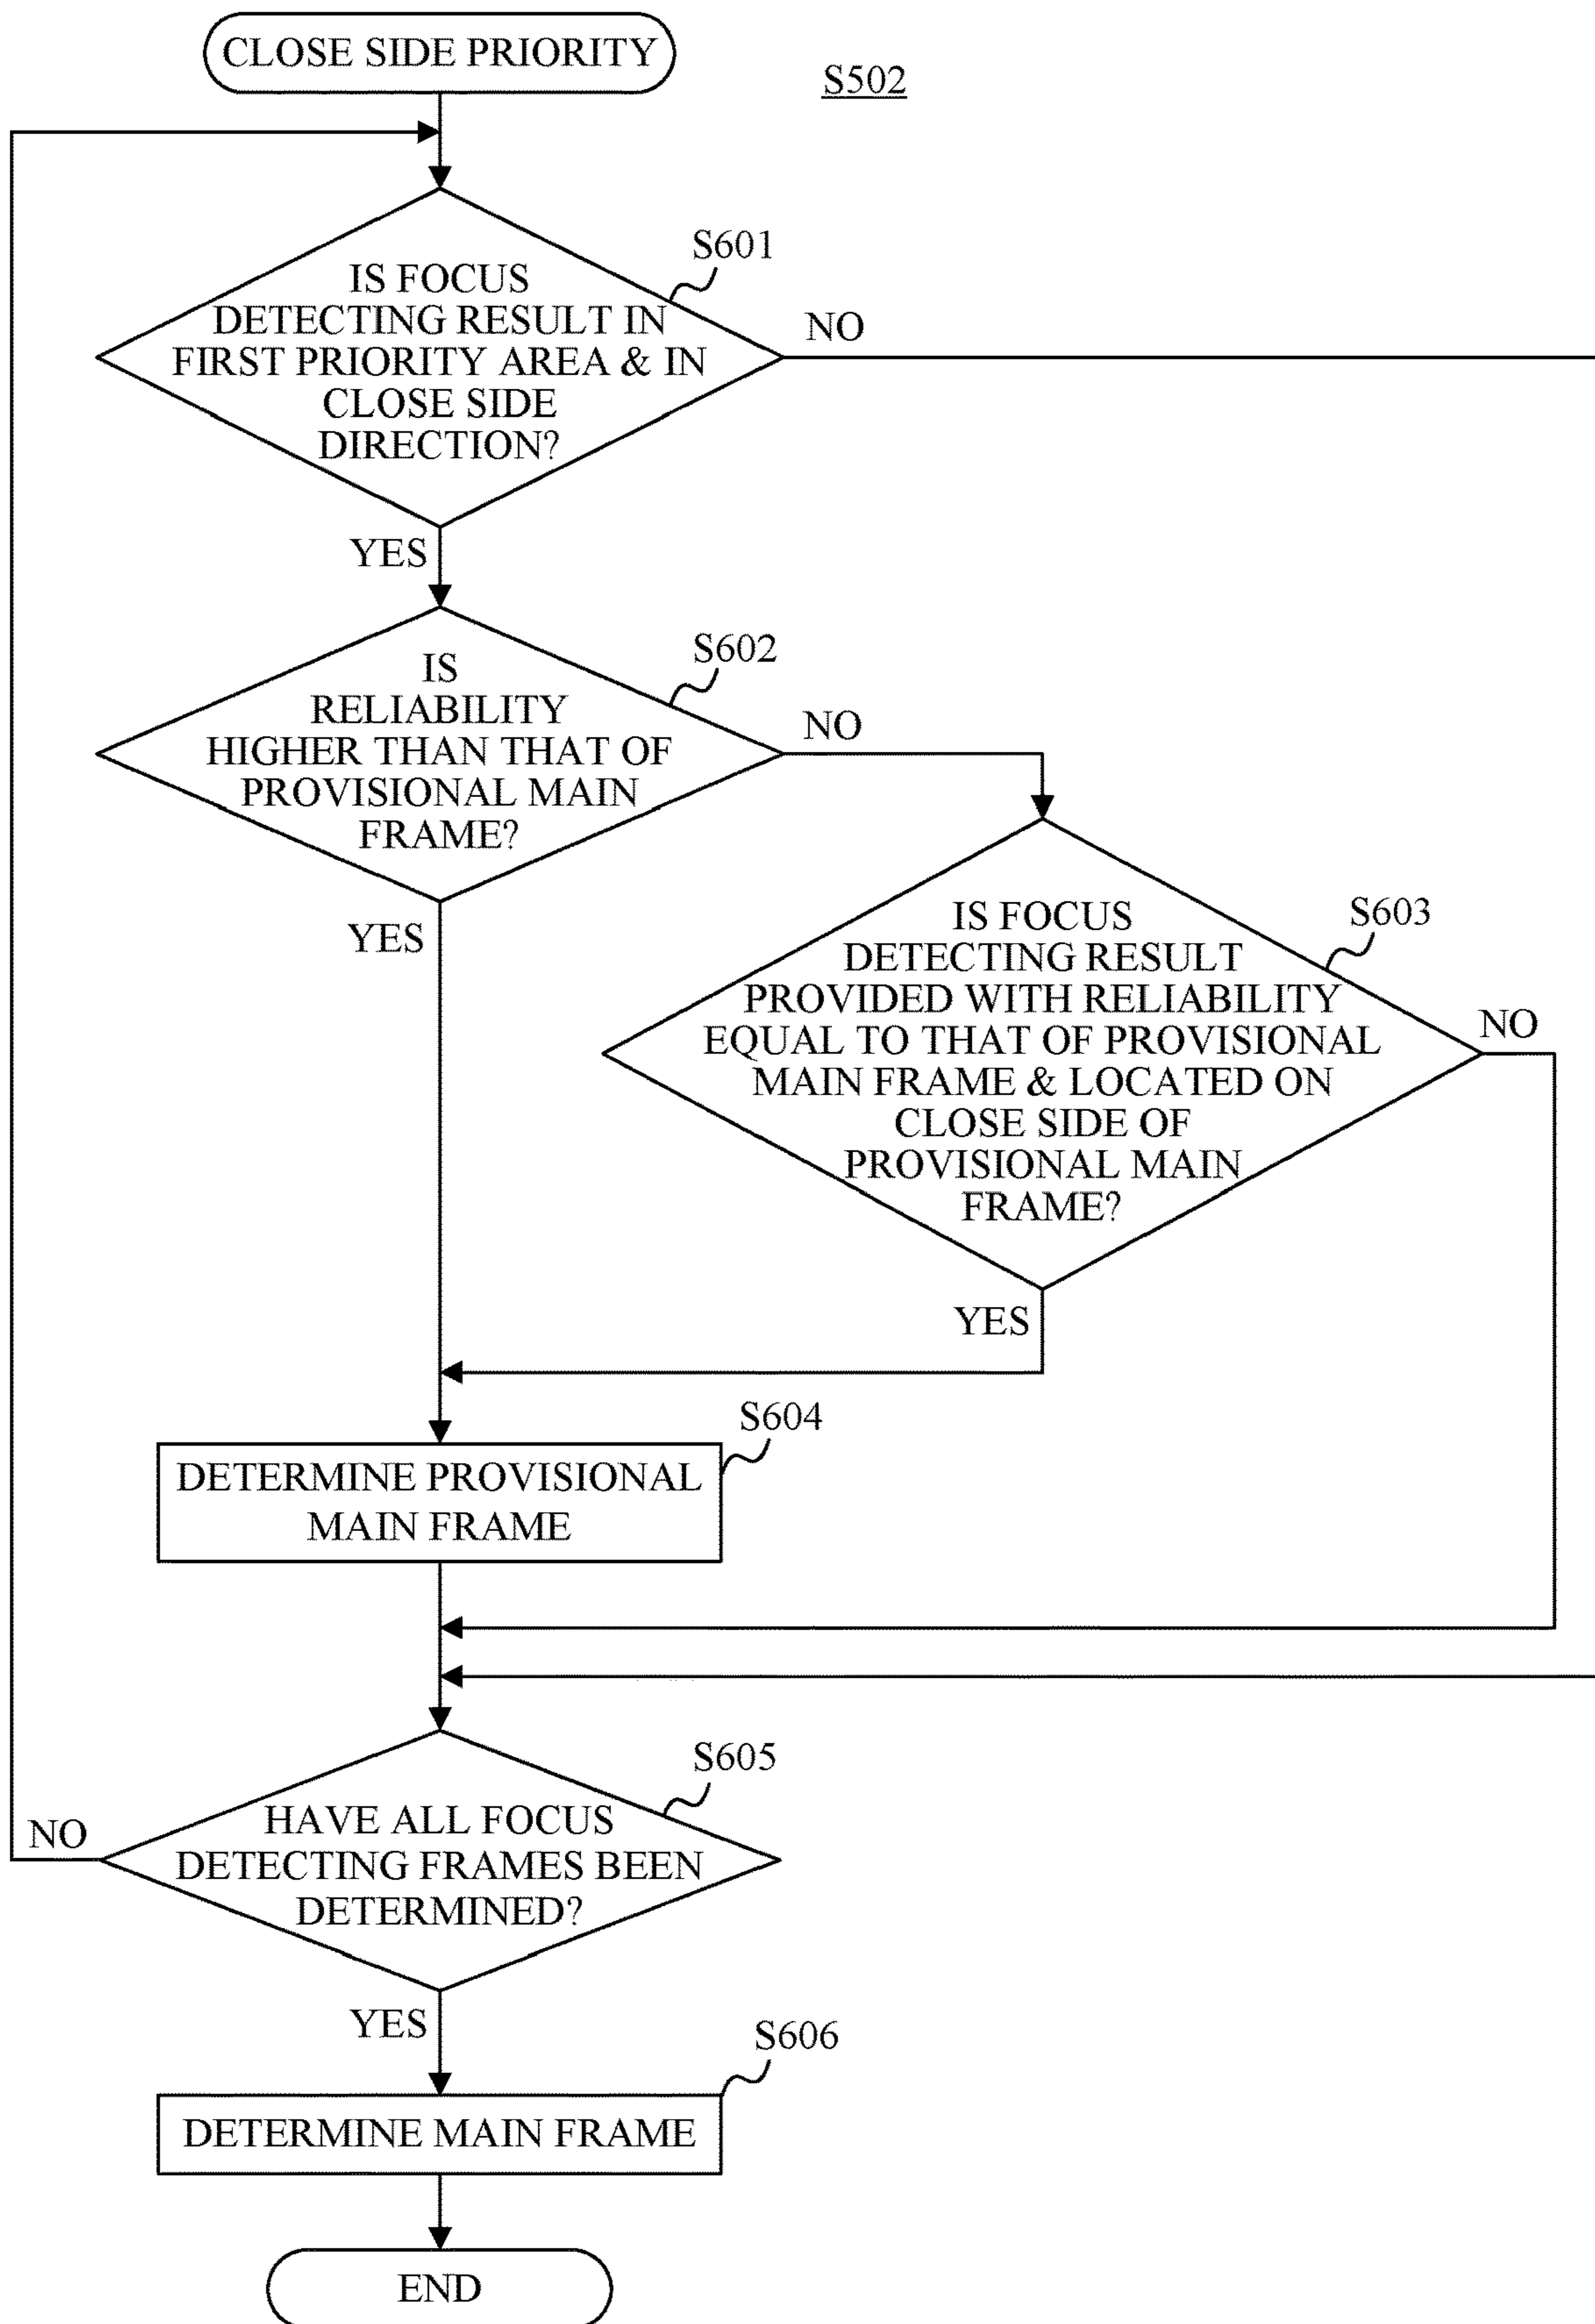 CLOSE SIDE PRIORITY
S502
S601
IS FOCUS
DETECTING RESULT IN
FIRST PRIORITY AREA & IN
CLOSE SIDE
DIRECTION?
NO
YES
S602
IS
RELIABILITY
HIGHER THAN THAT OF
PROVISIONAL MAIN
FRAME?
NO
YES
S603
IS FOCUS
DETECTING RESULT
PROVIDED WITH RELIABILITY
EQUAL TO THAT OF PROVISIONAL
MAIN FRAME & LOCATED ON
CLOSE SIDE OF
PROVISIONAL MAIN
FRAME?
NO
YES
S604
DETERMINE PROVISIONAL
MAIN FRAME
S605
HAVE ALL FOCUS
DETECTING FRAMES BEEN
DETERMINED?
NO
YES
S606
DETERMINE MAIN FRAME
END